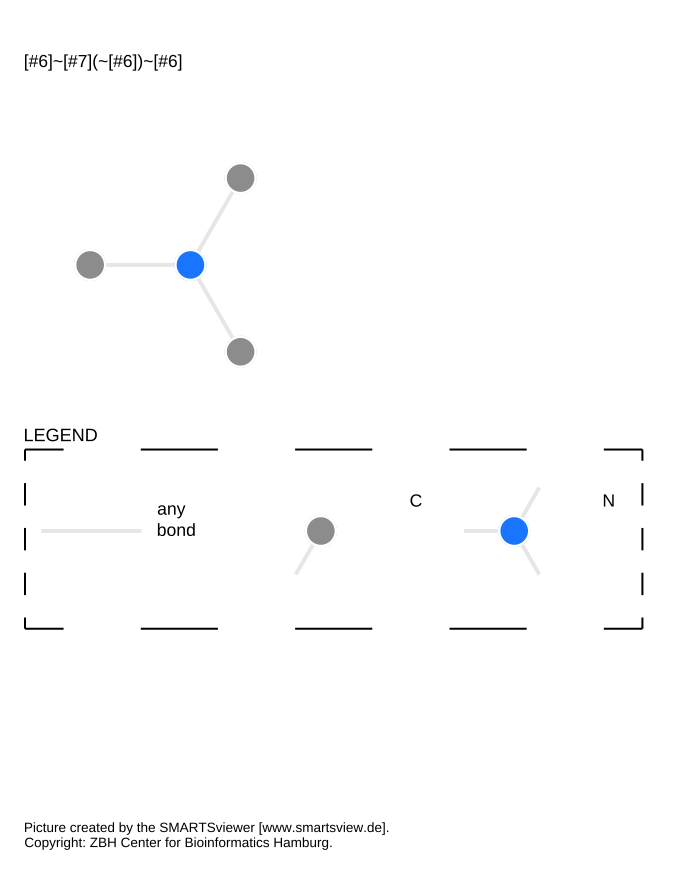 [#6]~[#7](~[#6])~[#6]
LEGEND
any
bond
C
N
Picture created by the SMARTSviewer [www.smartsview.de].
Copyright: ZBH Center for Bioinformatics Hamburg.